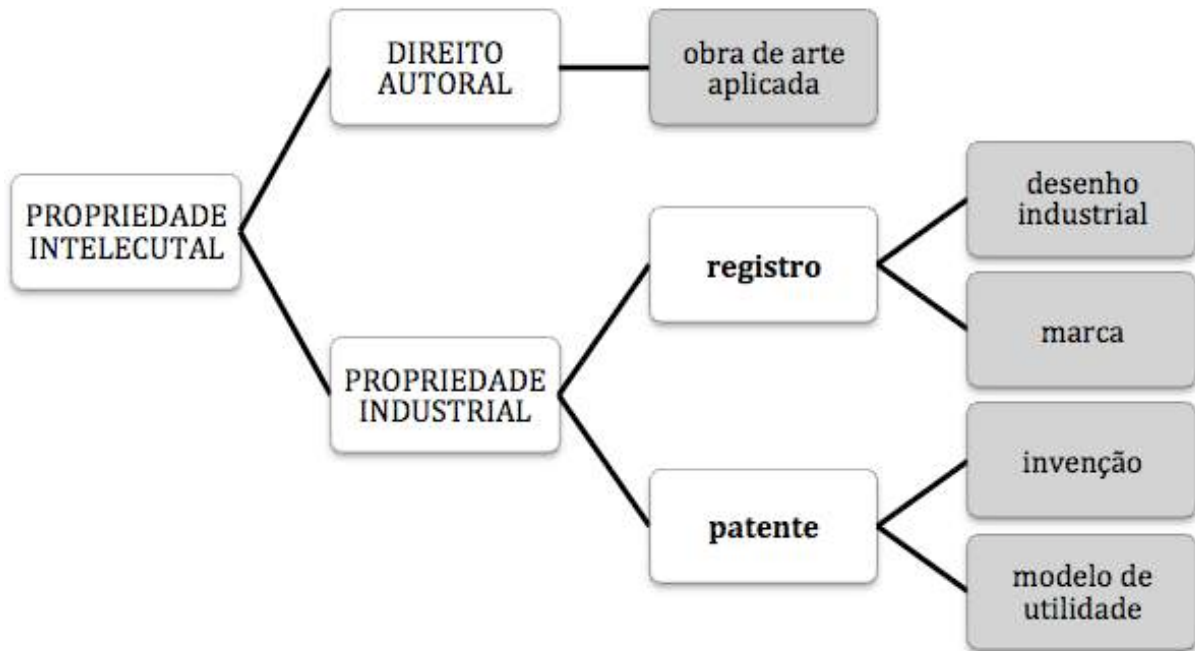 DIREITO
AUTORAL
obra de arte
aplicada
PROPRIEDADE
INTELECUTAL
desenho
industrial
registro
marca
PROPRIEDADE
INDUSTRIAL
invenção
patente
modelo de
utilidade